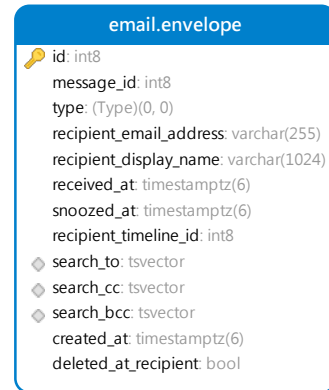 email.envelope
id: int8
message_id: int8
type: (Type)(0, 0)
recipient_email_address: varchar(255)
recipient_display_name: varchar(1024)
received_at: timestamptz(6)
snoozed_at: timestamptz(6)
recipient_timeline_id: int8
search_to: tsvector
search_cc: tsvector
search_bcc: tsvector
created_at: timestamptz(6)
deleted_at_recipient: bool